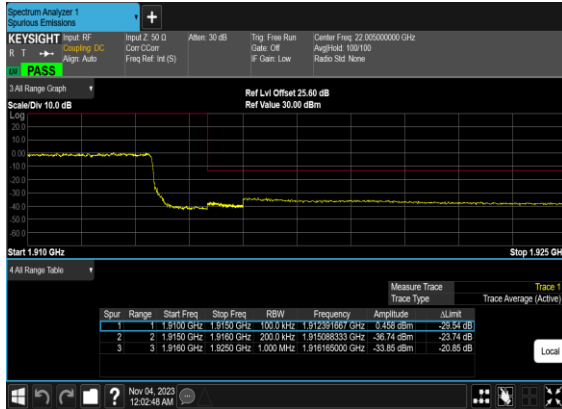 Spectrum Analyzer 1
Spurious Emissions
KEYSIGHT Input: RF Input Z: 50 Ω Atten: 30 dB Trig: Free Run Center Freq: 22.005000000 GHz
R T Coupling: DC Corr CCorr Gate: Off Avg|Hold: 100/100
Align: Auto Freq Ref: Int (S) IF Gain: Low Radio Std: None
PASS
3 All Range Graph
Ref Lvl Offset 25.60 dB
Scale/Div 10.0 dB Ref Value 30.00 dBm
Log
20.0
10.0
0.00
-10.0
-20.0
-30.0
-40.0
-50.0
-60.0
Start 1.910 GHz Stop 1.925 GH
4 All Range Table
Measure Trace Trace 1
Trace Type Trace Average (Active)
Spur Range Start Freq Stop Freq RBW Frequency Amplitude ΔLimit
1 1 1.9100 GHz 1.9150 GHz 100.0 kHz 1.912391667 GHz 0.458 dBm -29.54 dB
2 2 1.9150 GHz 1.9160 GHz 200.0 kHz 1.915088333 GHz -36.74 dBm -23.74 dB
3 3 1.9160 GHz 1.9250 GHz 1.000 MHz 1.916165000 GHz -33.85 dBm -20.85 dB
Local
Nov 04, 2023
12:02:48 AM